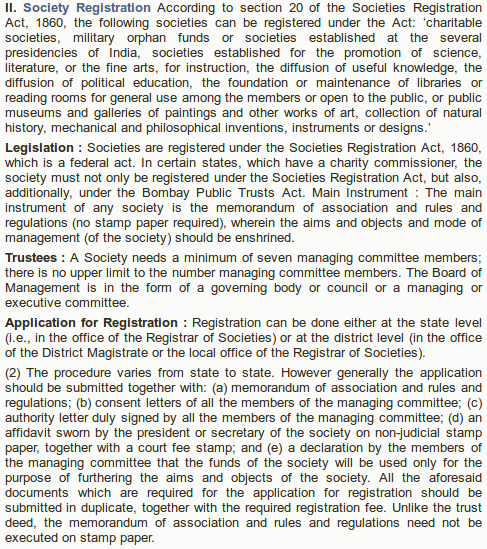 II. Society Registration According to section 20 of the Societies Registration
Act, 1860, the following societies can be registered under the Act: ‘charitable
societies, military orphan funds or societies established at the several
presidencies of India, societies established for the promotion of science,
literature, or the fine arts, for instruction, the diffusion of useful knowledge, the
diffusion of political education, the foundation or maintenance of libraries or
reading rooms for general use among the members or open to the public, or public
museums and galleries of paintings and other works of art, collection of natural
history, mechanical and philosophical inventions, instruments or designs.’
Legislation : Societies are registered under the Societies Registration Act, 1860,
which is a federal act. In certain states, which have a charity commissioner, the
society must not only be registered under the Societies Registration Act, but also,
additionally, under the Bombay Public Trusts Act. Main Instrument : The main
instrument of any society is the memorandum of association and rules and
regulations (no stamp paper required), wherein the aims and objects and mode of
management (of the society) should be enshrined.
Trustees : A Society needs a minimum of seven managing committee members;
there is no upper limit to the number managing committee members. The Board of
Management is in the form of a governing body or council or a managing or
executive committee.
Application for Registration : Registration can be done either at the state level
(i.e., in the office of the Registrar of Societies) or at the district level (in the office
of the District Magistrate or the local office of the Registrar of Societies).
(2) The procedure varies from state to state. However generally the application
should be submitted together with: (a) memorandum of association and rules and
regulations; (b) consent letters of all the members of the managing committee; (c)
authority letter duly signed by all the members of the managing committee; (d) an
affidavit sworn by the president or secretary of the society on non-judicial stamp
paper, together with a court fee stamp; and (e) a declaration by the members of
the managing committee that the funds of the society will be used only for the
purpose of furthering the aims and objects of the society. All the aforesaid
documents which are required for the application for registration should be
submitted in duplicate, together with the required registration fee. Unlike the trust
deed, the memorandum of association and rules and regulations need not be
executed on stamp paper.